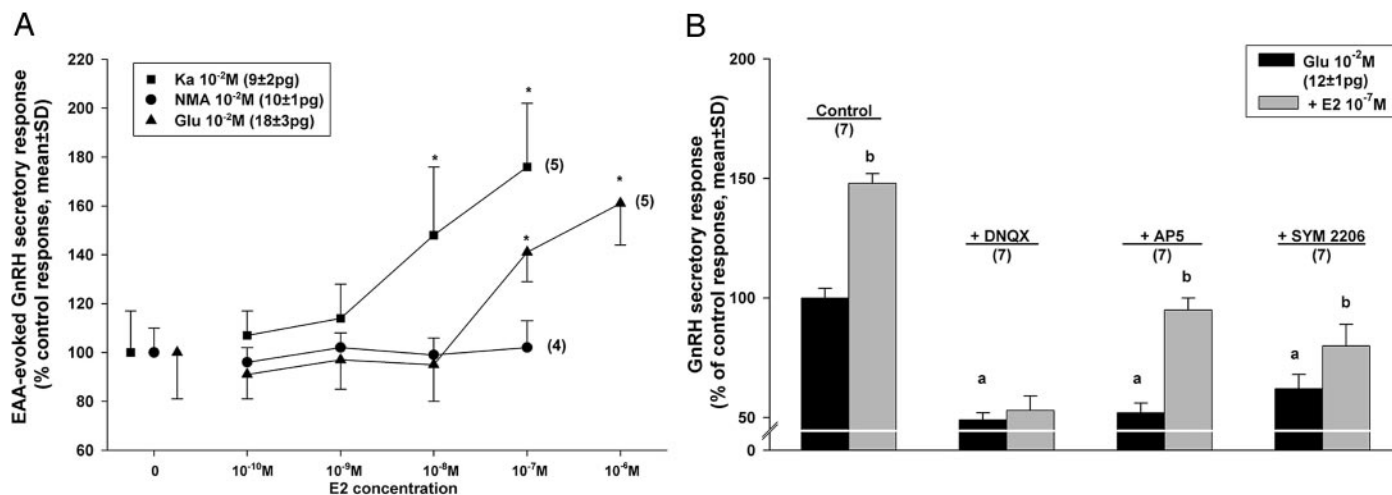 A
EAA-evoked GnRH secretory response
(% control response, mean±SD)
220
200
180
160
140
120
100
80
60
Ka 10⁻²M (9±2pg)
NMA 10⁻²M (10±1pg)
Glu 10⁻²M (18±3pg)
*
*
*
*
(5)
(5)
(4)
0
10⁻¹⁰M
10⁻⁹M
10⁻⁸M
10⁻⁷M
10⁻⁶M
E2 concentration
B
GnRH secretory response
(% of control response, mean±SD)
200
150
100
50
0
Glu 10⁻²M
(12±1pg)
+ E2 10⁻⁷M
Control
(7)
b
+ DNQX
(7)
a
+ AP5
(7)
a
b
+ SYM 2206
(7)
a
b